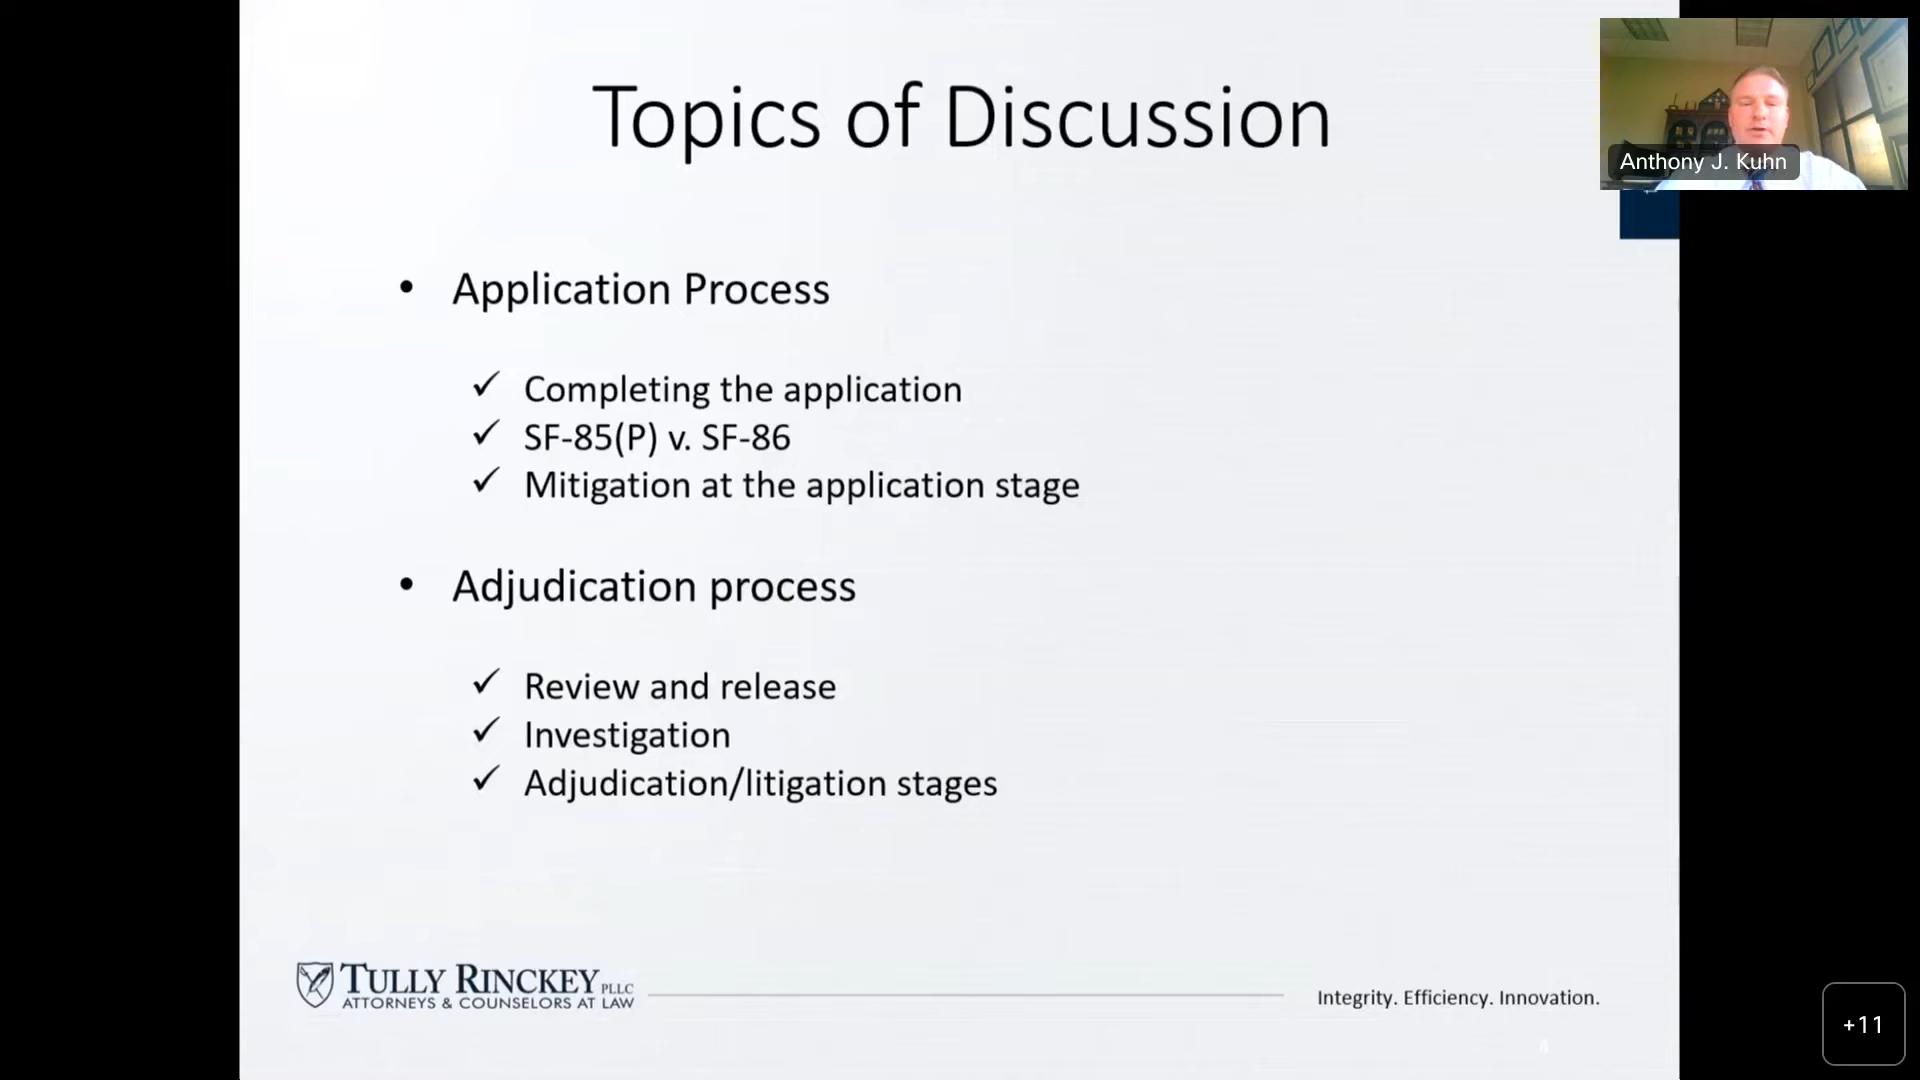 Topics of Discussion
Anthony J. Kuhn
• Application Process
✓ Completing the application
✓ SF-85(P) v. SF-86
✓ Mitigation at the application stage
• Adjudication process
✓ Review and release
✓ Investigation
✓ Adjudication/litigation stages
TULLY RINCKEY PLLC
ATTORNEYS & COUNSELORS AT LAW
Integrity. Efficiency. Innovation.
+11